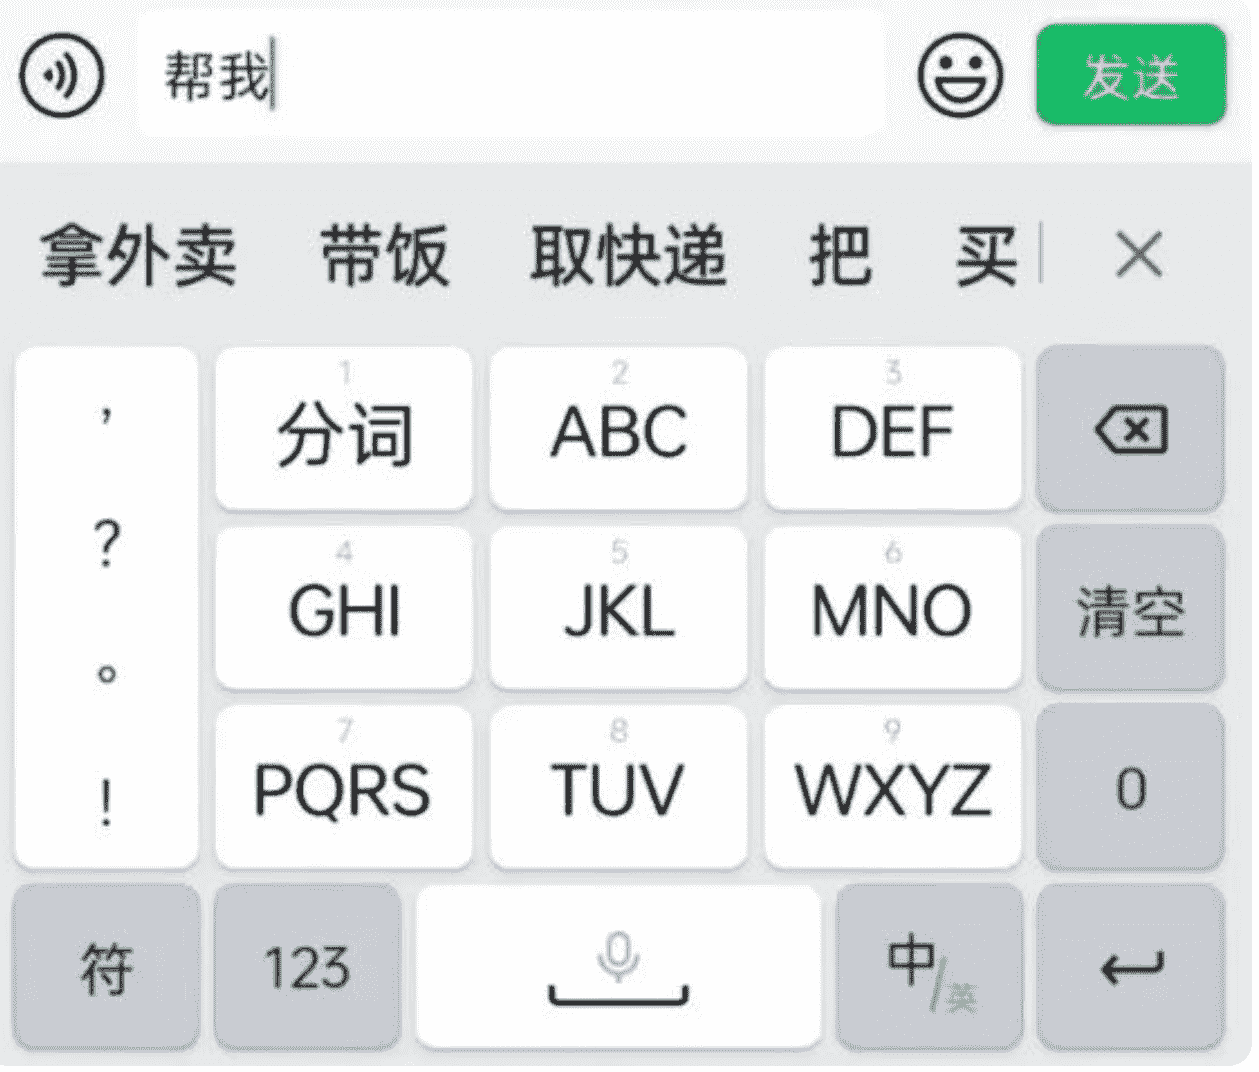 帮我 发送
拿外卖 带饭 取快递 把 买
, 1 分词 2 ABC 3 DEF
? 4 GHI 5 JKL 6 MNO 清空
。 7 PQRS 8 TUV 9 WXYZ 0
!
符 123 中/英